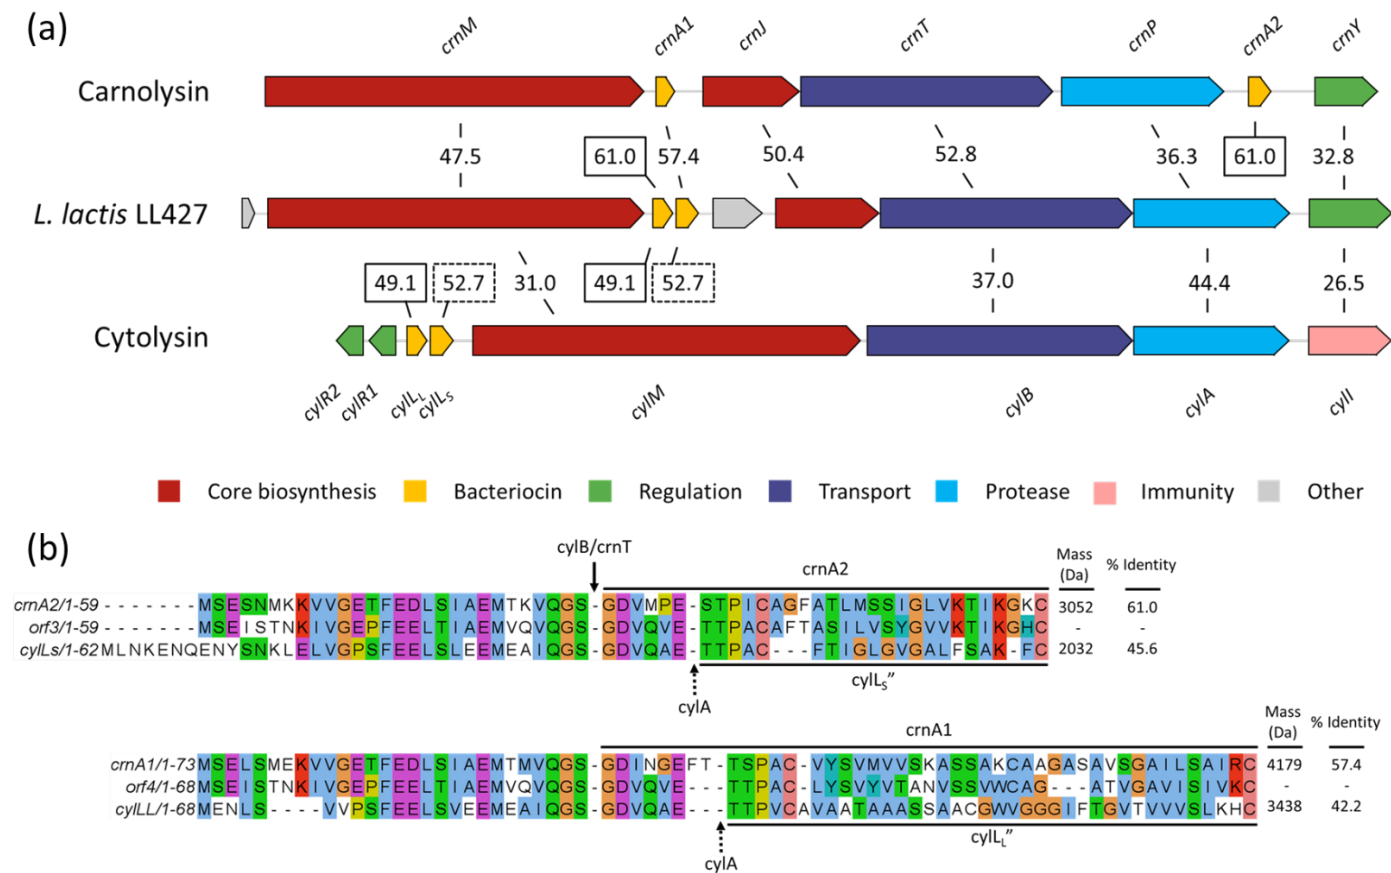 (a)
crnM crnA1 crnJ crnT crnP crnA2 crnY
Carnolysin
47.5 61.0 57.4 50.4 52.8 36.3 61.0 32.8
L. lactis LL427
49.1 52.7 31.0 49.1 52.7 37.0 44.4 26.5
Cytolysin
cylR2 cylR1 cylLL cylLS cylM cylB cylA cylI
Core biosynthesis Bacteriocin Regulation Transport Protease Immunity Other
(b)
cylB/crnT
crnA2
Mass (Da) % Identity
crnA2/1-59 - - - - - - - MSESNMKKVVGETFEDLSIAEMTKVQGS-GDVMPE-STPICAGFATLMSSIGLVKTIKGKC 3052 61.0
orf3/1-59 - - - - - - - MSEISTNKIVGEPFEELTIAEMVQVQGS-GDVQVE-TTPACAFTASILVSYGVVKTIKGHC - -
cylLs/1-62 MLNKENQENYSNKLELVGPSFEELSLEEMEAIQGS-GDVQAE-TTPAC---FTIGLGVGALFSAK-FC 2032 45.6
cylLS”
cylA
crnA1
Mass (Da) % Identity
crnA1/1-73 MSELSMEKVVGETFEDLSIAEMTMVQGS-GDINGEFT-TSPAC-VYSVMVVSKASSAKCAAGASAVSGAILSAIRC 4179 57.4
orf4/1-68 MSEISTNKIVGEPFEELTIAEMVQVQGS-GDVQVE---TTPAC-LYSVYVTANVSSVWCAG---ATVGAVISIVKC - -
cylLL/1-68 MENLS----VVPSFEELSVEEMEAIQGS-GDVQAE---TTPVCAVAATAAASSAACGWVGGGIFTGVTVVVSLKHC 3438 42.2
cylLL”
cylA